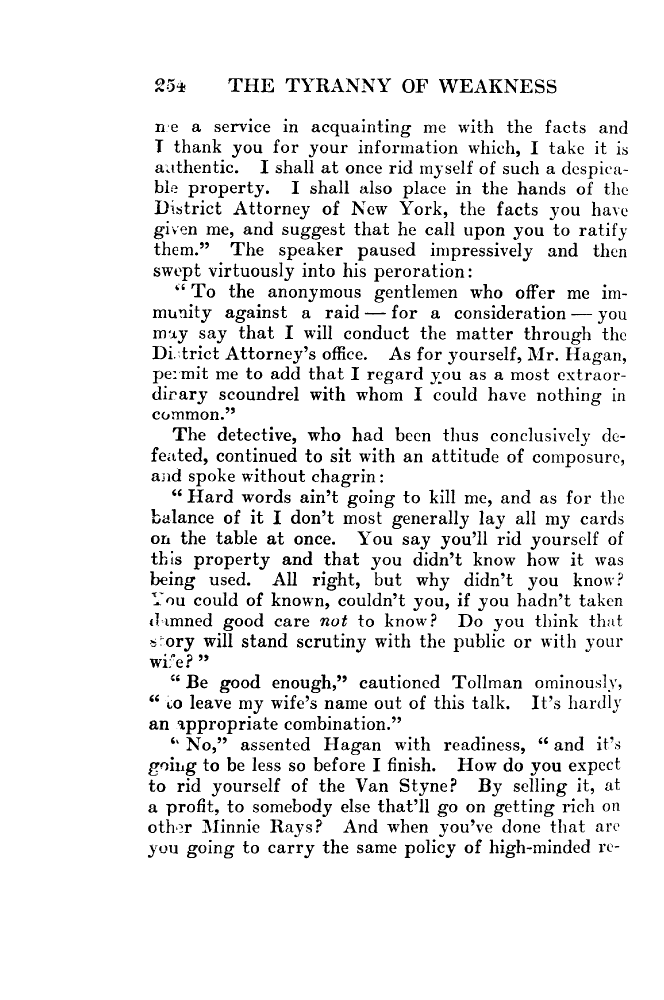 254 THE TYRANNY OF WEAKNESS
me a service in acquainting me with the facts and
I thank you for your information which, I take it is
authentic. I shall at once rid myself of such a despica-
ble property. I shall also place in the hands of the
District Attorney of New York, the facts you have
given me, and suggest that he call upon you to ratify
them.” The speaker paused impressively and then
swept virtuously into his peroration:
“To the anonymous gentlemen who offer me im-
munity against a raid — for a consideration — you
may say that I will conduct the matter through the
District Attorney’s office. As for yourself, Mr. Hagan,
permit me to add that I regard you as a most extraor-
dinary scoundrel with whom I could have nothing in
common.”
The detective, who had been thus conclusively de-
feated, continued to sit with an attitude of composure,
and spoke without chagrin:
“Hard words ain’t going to kill me, and as for the
balance of it I don’t most generally lay all my cards
on the table at once. You say you’ll rid yourself of
this property and that you didn’t know how it was
being used. All right, but why didn’t you know?
You could of known, couldn’t you, if you hadn’t taken
damned good care not to know? Do you think that
story will stand scrutiny with the public or with your
wife?”
“Be good enough,” cautioned Tollman ominously,
“to leave my wife’s name out of this talk. It’s hardly
an appropriate combination.”
“No,” assented Hagan with readiness, “and it’s
going to be less so before I finish. How do you expect
to rid yourself of the Van Styne? By selling it, at
a profit, to somebody else that’ll go on getting rich on
other Minnie Rays? And when you’ve done that are
you going to carry the same policy of high-minded re-